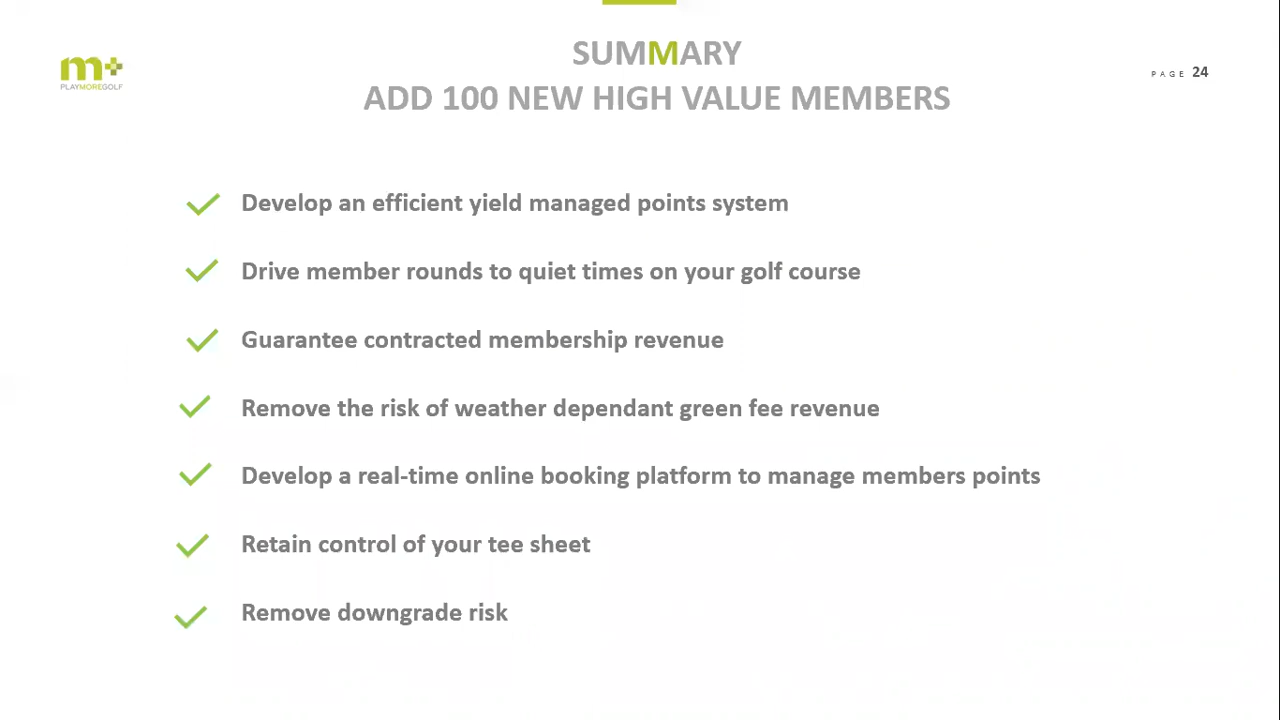 SUMMARY
ADD 100 NEW HIGH VALUE MEMBERS
m+
PLAYMOREGOLF
PAGE 24
Develop an efficient yield managed points system
Drive member rounds to quiet times on your golf course
Guarantee contracted membership revenue
Remove the risk of weather dependant green fee revenue
Develop a real-time online booking platform to manage members points
Retain control of your tee sheet
Remove downgrade risk